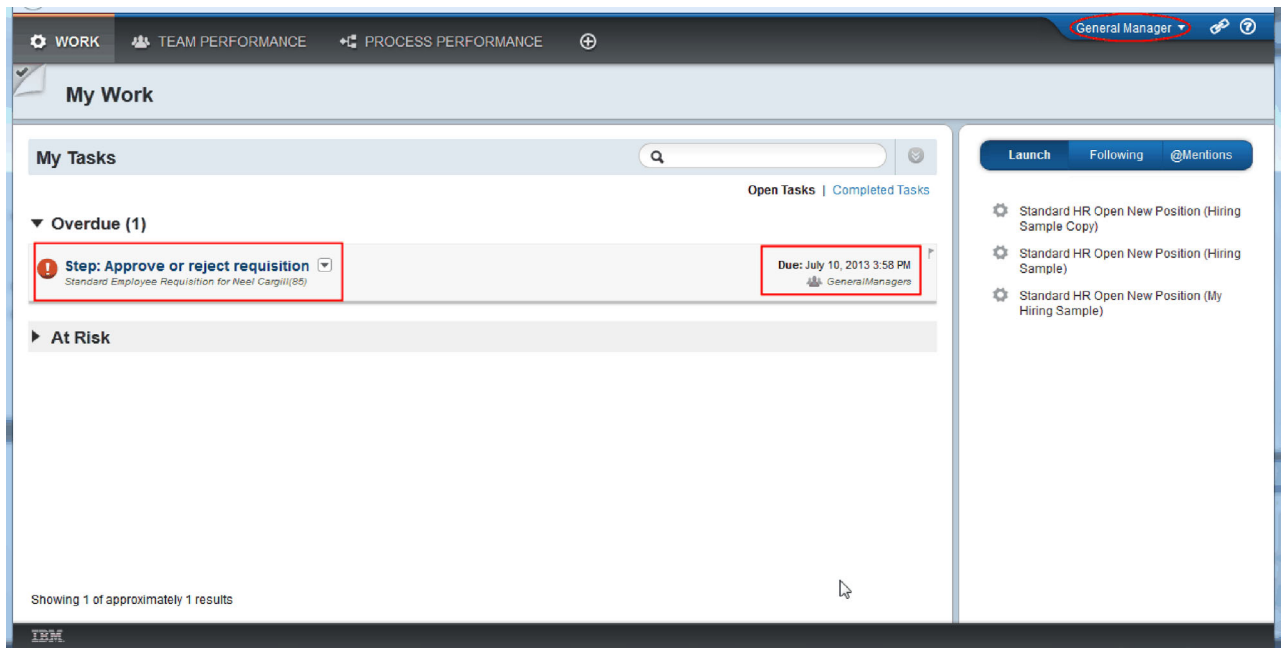 WORK TEAM PERFORMANCE PROCESS PERFORMANCE General Manager
My Work
My Tasks
Open Tasks | Completed Tasks
Overdue (1)
Step: Approve or reject requisition
Standard Employee Requisition for Neel Cargill(85)
Due: July 10, 2013 3:58 PM
GeneralManagers
At Risk
Showing 1 of approximately 1 results
Launch Following @Mentions
Standard HR Open New Position (Hiring
Sample Copy)
Standard HR Open New Position (Hiring
Sample)
Standard HR Open New Position (My
Hiring Sample)
IBM